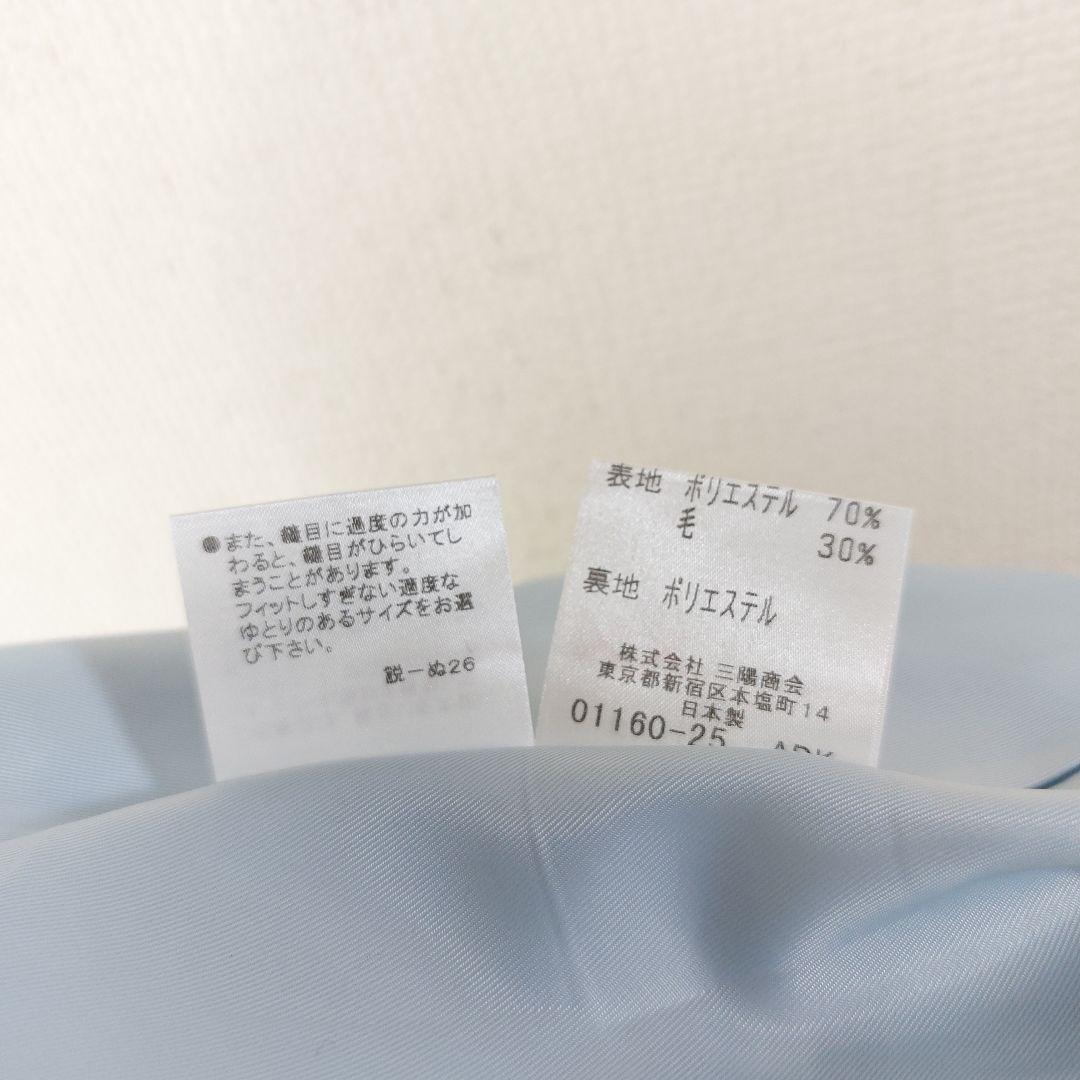 ●また、縫目に過度の力が加
わると、縫目がひらいてし
まうことがあります。
フィットしすぎない適度な
ゆとりのあるサイズをお選
び下さい。
説－ぬ26
表地 ポリエステル 70%
毛 30%
裏地 ポリエステル
株式会社 三陽商会
東京都新宿区本塩町14
日本製
01160-25